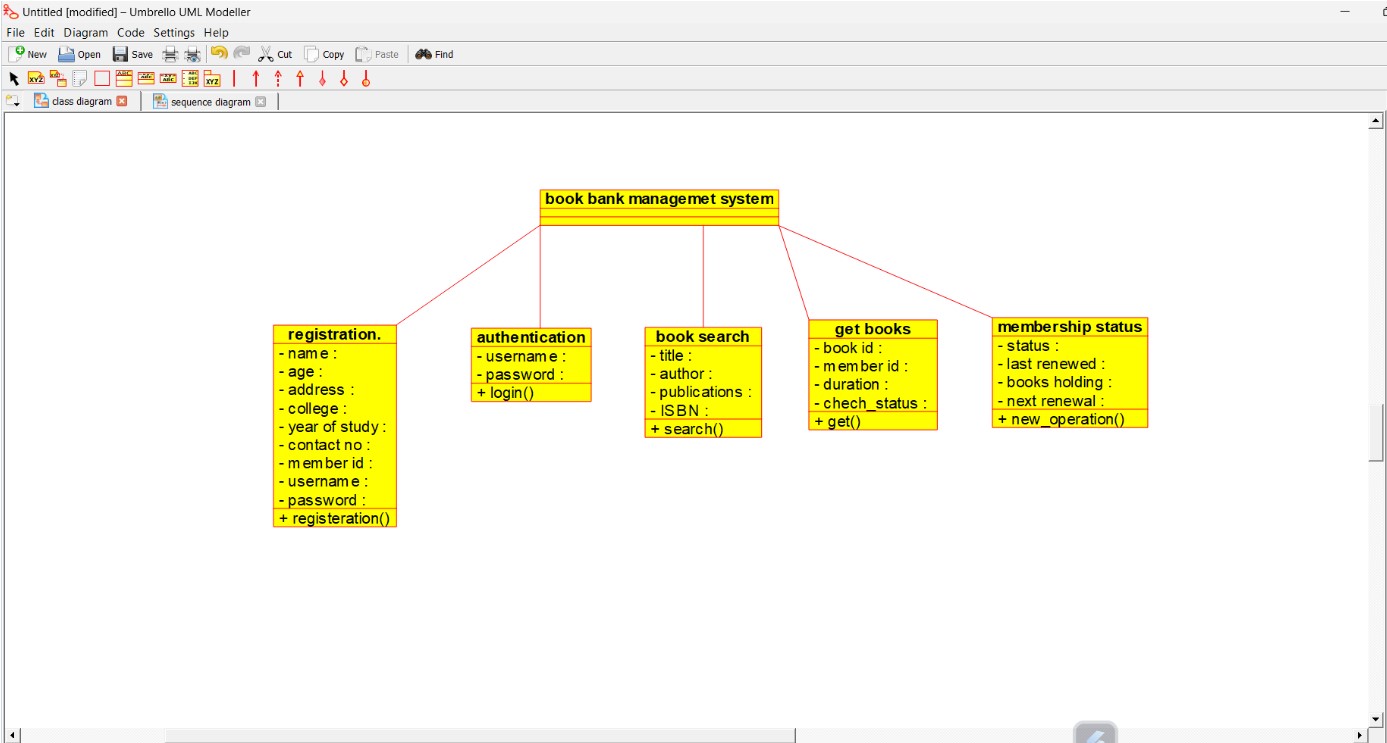 Untitled [modified] – Umbrello UML Modeller
File Edit Diagram Code Settings Help
New Open Save Cut Copy Paste Find
class diagram sequence diagram
book bank managemet system
registration.
- name :
- age :
- address :
- college :
- year of study :
- contact no :
- member id :
- username :
- password :
+ registeration()
authentication
- username :
- password :
+ login()
book search
- title :
- author :
- publications :
- ISBN :
+ search()
get books
- book id :
- member id :
- duration :
- chech_status :
+ get()
membership status
- status :
- last renewed :
- books holding :
- next renewal :
+ new_operation()